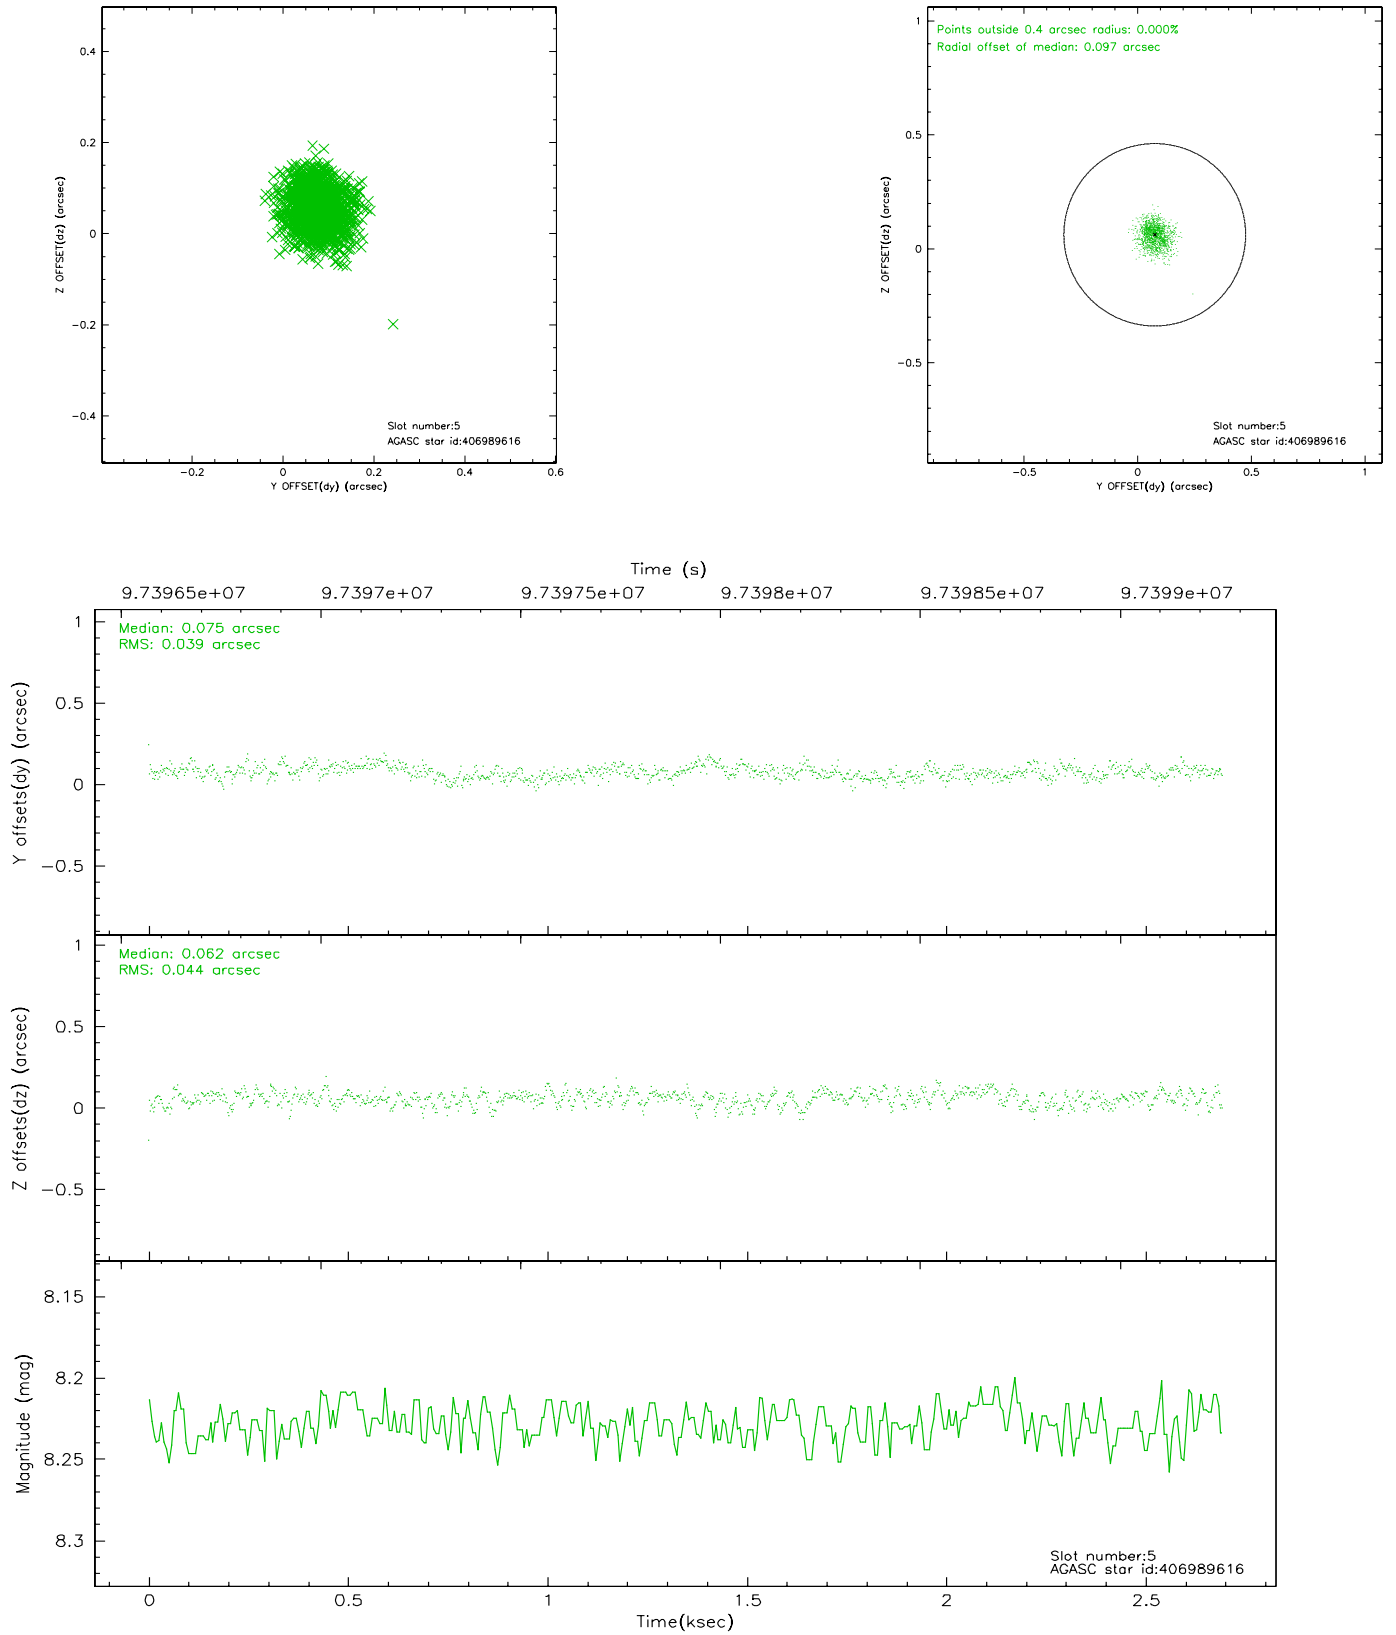 0.4
0.2
0
−0.2
−0.4
Z OFFSET(dz) (arcsec)
Slot number:5
AGASC star id:406989616
−0.2 0 0.2 0.4 0.6
Y OFFSET(dy) (arcsec)
Points outside 0.4 arcsec radius: 0.000%
Radial offset of median: 0.097 arcsec
1
0.5
0
−0.5
Z OFFSET(dz) (arcsec)
Slot number:5
AGASC star id:406989616
−0.5 0 0.5 1
Y OFFSET(dy) (arcsec)
Time (s)
9.73965e+07 9.7397e+07 9.73975e+07 9.7398e+07 9.73985e+07 9.7399e+07
Median: 0.075 arcsec
RMS: 0.039 arcsec
1
0.5
0
−0.5
Y offsets(dy) (arcsec)
Median: 0.062 arcsec
RMS: 0.044 arcsec
1
0.5
0
−0.5
Z offsets(dz) (arcsec)
8.15
8.2
8.25
8.3
Magnitude (mag)
Slot number:5
AGASC star id:406989616
0 0.5 1 1.5 2 2.5
Time(ksec)